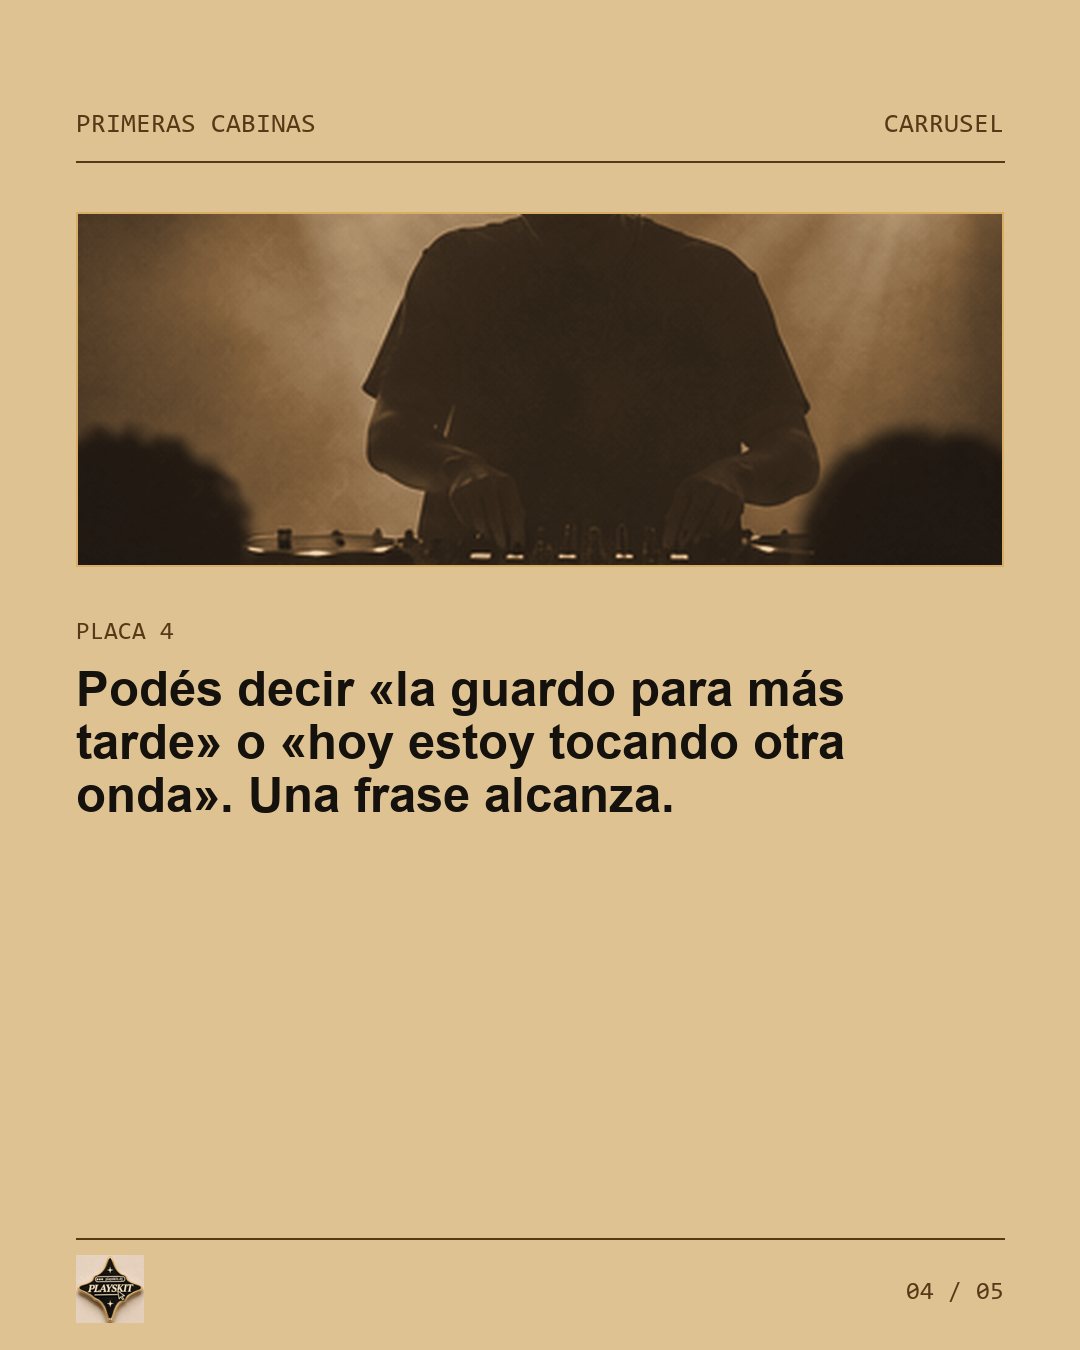 PRIMERAS CABINAS
CARRUSEL
PLACA 4
Podés decir «la guardo para más
tarde» o «hoy estoy tocando otra
onda». Una frase alcanza.
PLAYSKIT
04 / 05